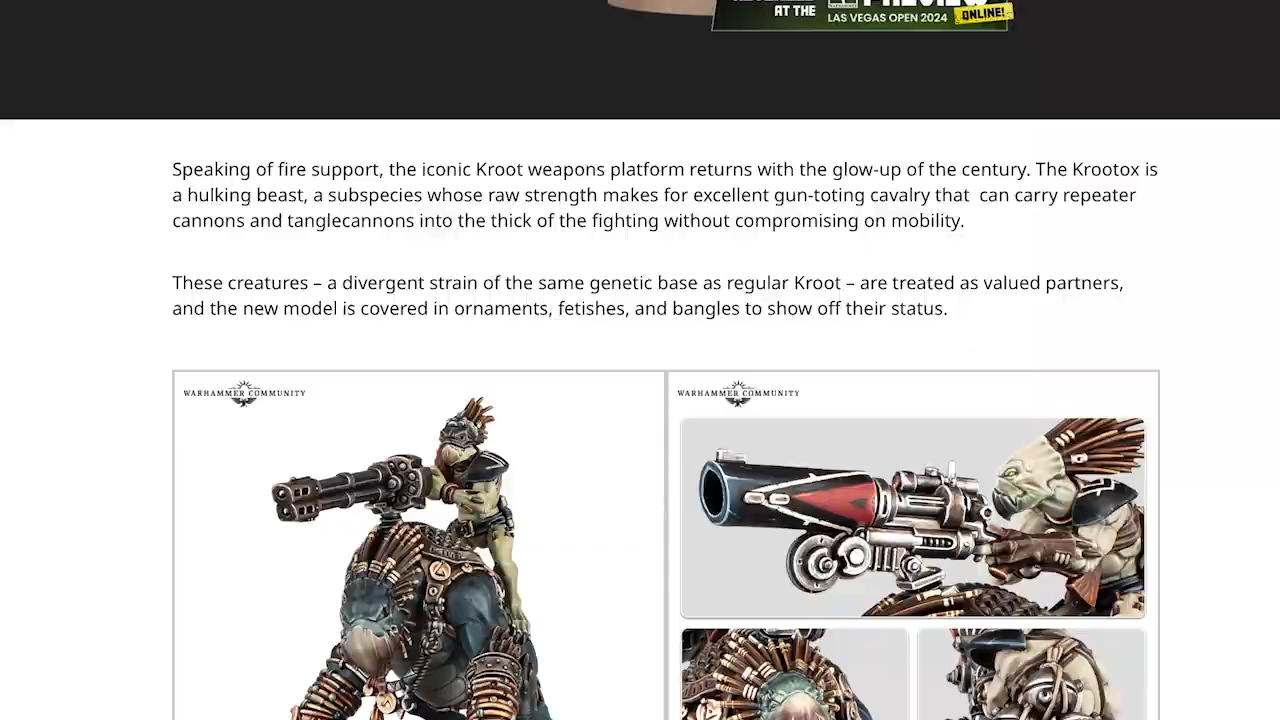 AT THE
LAS VEGAS OPEN 2024
ONLINE!
Speaking of fire support, the iconic Kroot weapons platform returns with the glow-up of the century. The Krootox is
a hulking beast, a subspecies whose raw strength makes for excellent gun-toting cavalry that  can carry repeater
cannons and tanglecannons into the thick of the fighting without compromising on mobility.
These creatures – a divergent strain of the same genetic base as regular Kroot – are treated as valued partners,
and the new model is covered in ornaments, fetishes, and bangles to show off their status.
WARHAMMER COMMUNITY
WARHAMMER COMMUNITY